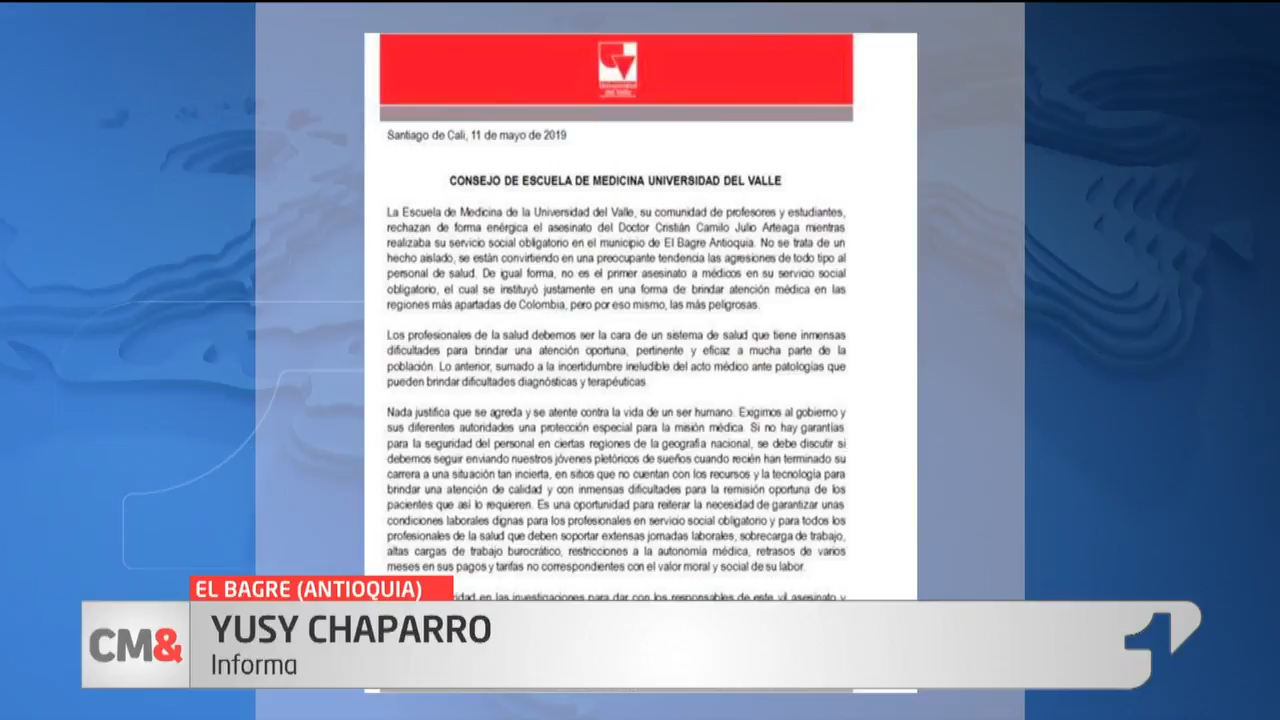 Universidad
del Valle
Santiago de Cali, 11 de mayo de 2019
CONSEJO DE ESCUELA DE MEDICINA UNIVERSIDAD DEL VALLE
La Escuela de Medicina de la Universidad del Valle, su comunidad de profesores y estudiantes,
rechazan de forma enérgica el asesinato del Doctor Cristián Camilo Julio Arteaga mientras
realizaba su servicio social obligatorio en el municipio de El Bagre Antioquia. No se trata de un
hecho aislado, se están convirtiendo en una preocupante tendencia las agresiones de todo tipo al
personal de salud. De igual forma, no es el primer asesinato a médicos en su servicio social
obligatorio, el cual se instituyó justamente en una forma de brindar atención médica en las
regiones más apartadas de Colombia, pero por eso mismo, las más peligrosas.
Los profesionales de la salud debemos ser la cara de un sistema de salud que tiene inmensas
dificultades para brindar una atención oportuna, pertinente y eficaz a mucha parte de la
población. Lo anterior, sumado a la incertidumbre ineludible del acto médico ante patologías que
pueden brindar dificultades diagnósticas y terapéuticas
Nada justifica que se agreda y se atente contra la vida de un ser humano. Exigimos al gobierno y
sus diferentes autoridades una protección especial para la misión médica. Si no hay garantías
para la seguridad del personal en ciertas regiones de la geografía nacional, se debe discutir si
debemos seguir enviando nuestros jóvenes pletóricos de sueños cuando recién han terminado su
carrera a una situación tan incierta, en sitios que no cuentan con los recursos y la tecnología para
brindar una atención de calidad y con inmensas dificultades para la remisión oportuna de los
pacientes que así lo requieren. Es una oportunidad para reiterar la necesidad de garantizar unas
condiciones laborales dignas para los profesionales en servicio social obligatorio y para todos los
profesionales de la salud que deben soportar extensas jornadas laborales, sobrecarga de trabajo,
altas cargas de trabajo burocrático, restricciones a la autonomía médica, retrasos de varios
meses en sus pagos y tarifas no correspondientes con el valor moral y social de su labor.
en las investigaciones para dar con los responsables de este vil asesinato y
EL BAGRE (ANTIOQUIA)
CM&
YUSY CHAPARRO
Informa
1